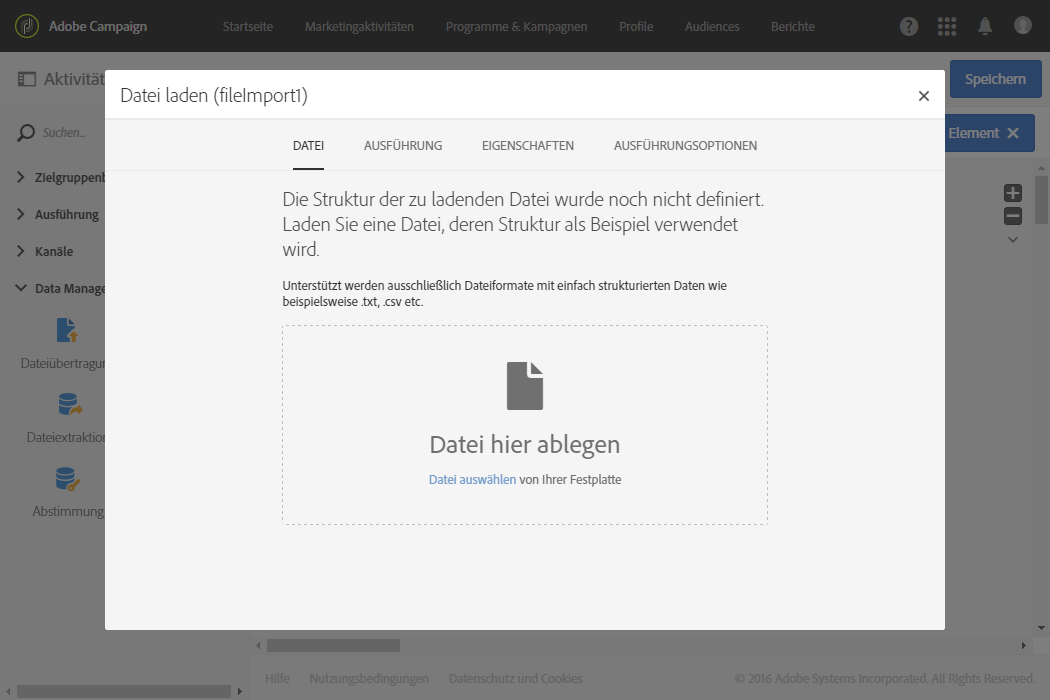 Adobe Campaign Startseite Marketingaktivitäten Programme & Kampagnen Profile Audiences Berichte
Aktivität
Speichern
Datei laden (fileImport1)
Suchen...
Element
DATEI AUSFÜHRUNG EIGENSCHAFTEN AUSFÜHRUNGSOPTIONEN
Zielgruppenb
Ausführung
Kanäle
Data Manage
Dateiübertragun
Dateiextraktion
Abstimmung
Die Struktur der zu ladenden Datei wurde noch nicht definiert.
Laden Sie eine Datei, deren Struktur als Beispiel verwendet
wird.
Unterstützt werden ausschließlich Dateiformate mit einfach strukturierten Daten wie
beispielsweise .txt, .csv etc.
Datei hier ablegen
Datei auswählen von Ihrer Festplatte
Hilfe Nutzungsbedingungen Datenschutz und Cookies © 2016 Adobe Systems Incorporated. All Rights Reserved.